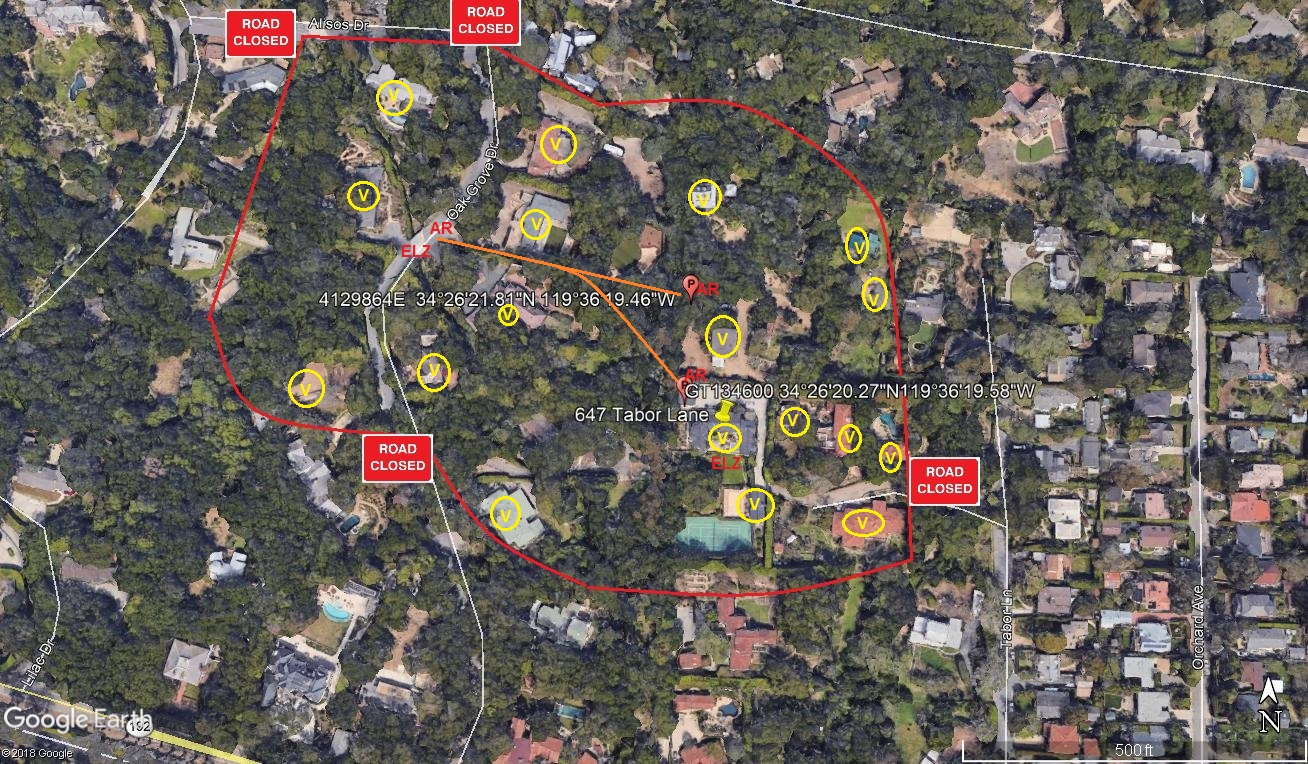 ROAD
CLOSED
Alisos Dr
ROAD
CLOSED
V
V
V
V
V
Oak Grove Dr
AR
ELZ
V
V
P
AR
4129864E 34°26'21.81"N 119°36'19.46"W
V
V
V
V
AR
GT134600 34°26'20.27"N119°36'19.58"W
V
647 Tabor Lane
V
V
V
V
ELZ
ROAD
CLOSED
ROAD
CLOSED
V
V
V
Tabor Ln
Orchard Ave
Lilac Dr
192
Google Earth
© 2018 Google
N
500 ft